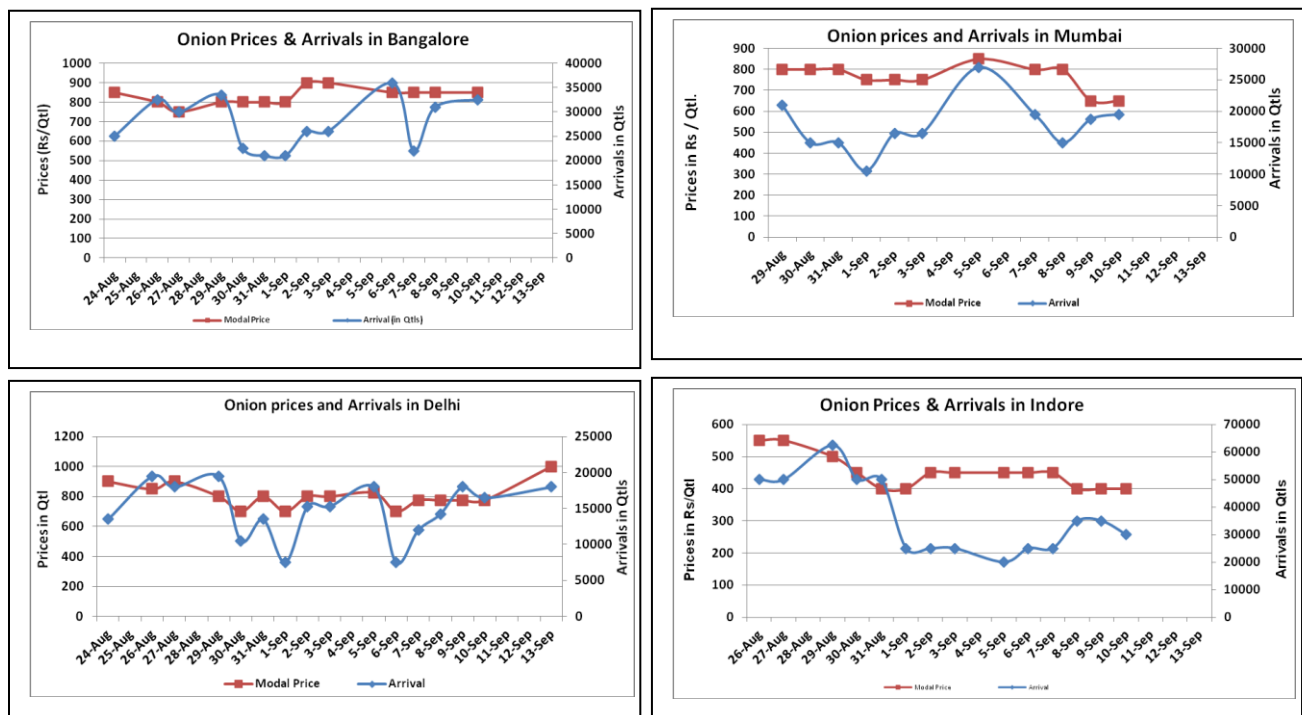 Onion Prices & Arrivals in Bangalore
Prices (Rs/Qtl)
1000
900
800
700
600
500
400
300
200
100
0
40000
35000
30000
25000
20000
15000
10000
5000
0
Arrivals in Qtls
24-Aug
25-Aug
26-Aug
27-Aug
28-Aug
29-Aug
30-Aug
31-Aug
1-Sep
2-Sep
3-Sep
6-Sep
7-Sep
8-Sep
10-Sep
11-Sep
12-Sep
13-Sep
Modal Price
Arrival (in Qtls)
Onion prices and Arrivals in Mumbai
Prices in Rs / Qtl.
900
800
700
600
500
400
300
200
100
0
30000
25000
20000
15000
10000
5000
0
Arrivals in Qtls
29-Aug
30-Aug
31-Aug
1-Sep
2-Sep
3-Sep
4-Sep
5-Sep
6-Sep
7-Sep
8-Sep
9-Sep
10-Sep
11-Sep
12-Sep
13-Sep
Modal Price
Arrival
Onion prices and Arrivals in Delhi
Prices in Qtl
1200
1000
800
600
400
200
0
25000
20000
15000
10000
5000
0
Arrivals in Qtls
24-Aug
25-Aug
26-Aug
27-Aug
28-Aug
29-Aug
30-Aug
31-Aug
1-Sep
2-Sep
3-Sep
4-Sep
5-Sep
6-Sep
7-Sep
8-Sep
9-Sep
10-Sep
11-Sep
12-Sep
13-Sep
Modal Price
Arrival
Onion Prices & Arrivals in Indore
Prices in Rs/Qtl
600
500
400
300
200
100
0
70000
60000
50000
40000
30000
20000
10000
0
Arrivals in Qtls
26-Aug
27-Aug
28-Aug
29-Aug
30-Aug
31-Aug
1-Sep
2-Sep
3-Sep
4-Sep
5-Sep
6-Sep
7-Sep
8-Sep
9-Sep
10-Sep
11-Sep
12-Sep
13-Sep
Modal Price
Arrival